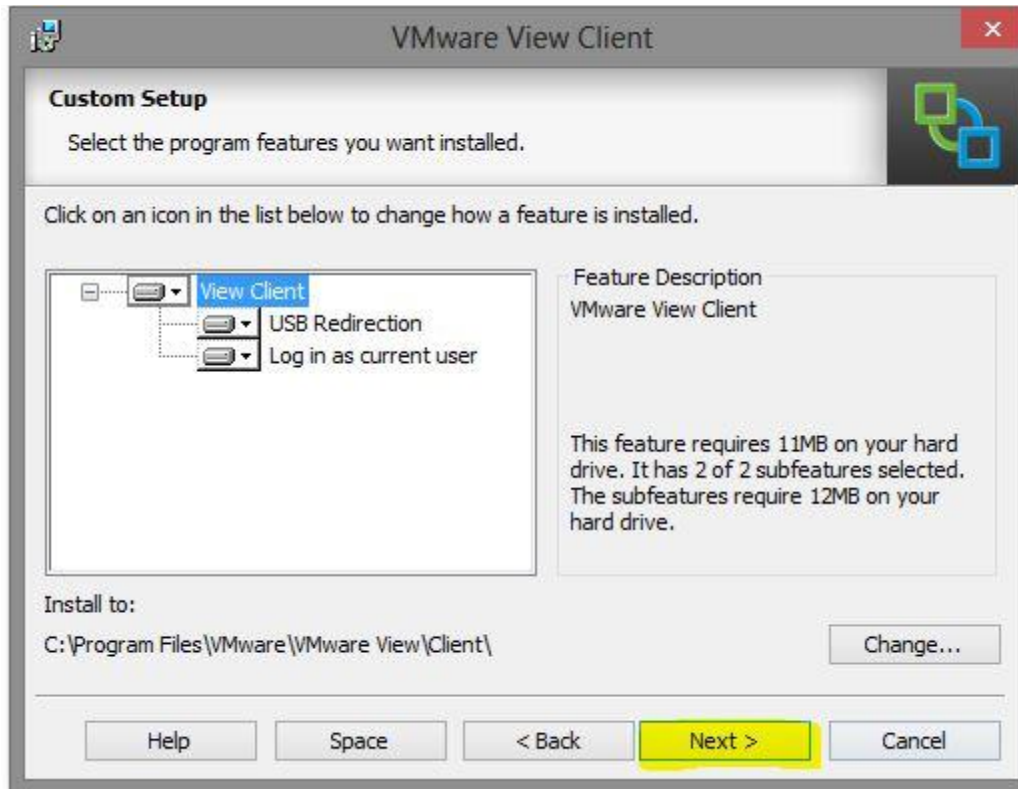 VMware View Client
Custom Setup
Select the program features you want installed.
Click on an icon in the list below to change how a feature is installed.
View Client
USB Redirection
Log in as current user
Feature Description
VMware View Client
This feature requires 11MB on your hard
drive. It has 2 of 2 subfeatures selected.
The subfeatures require 12MB on your
hard drive.
Install to:
C:\Program Files\VMware\VMware View\Client\
Change...
Help
Space
< Back
Next >
Cancel